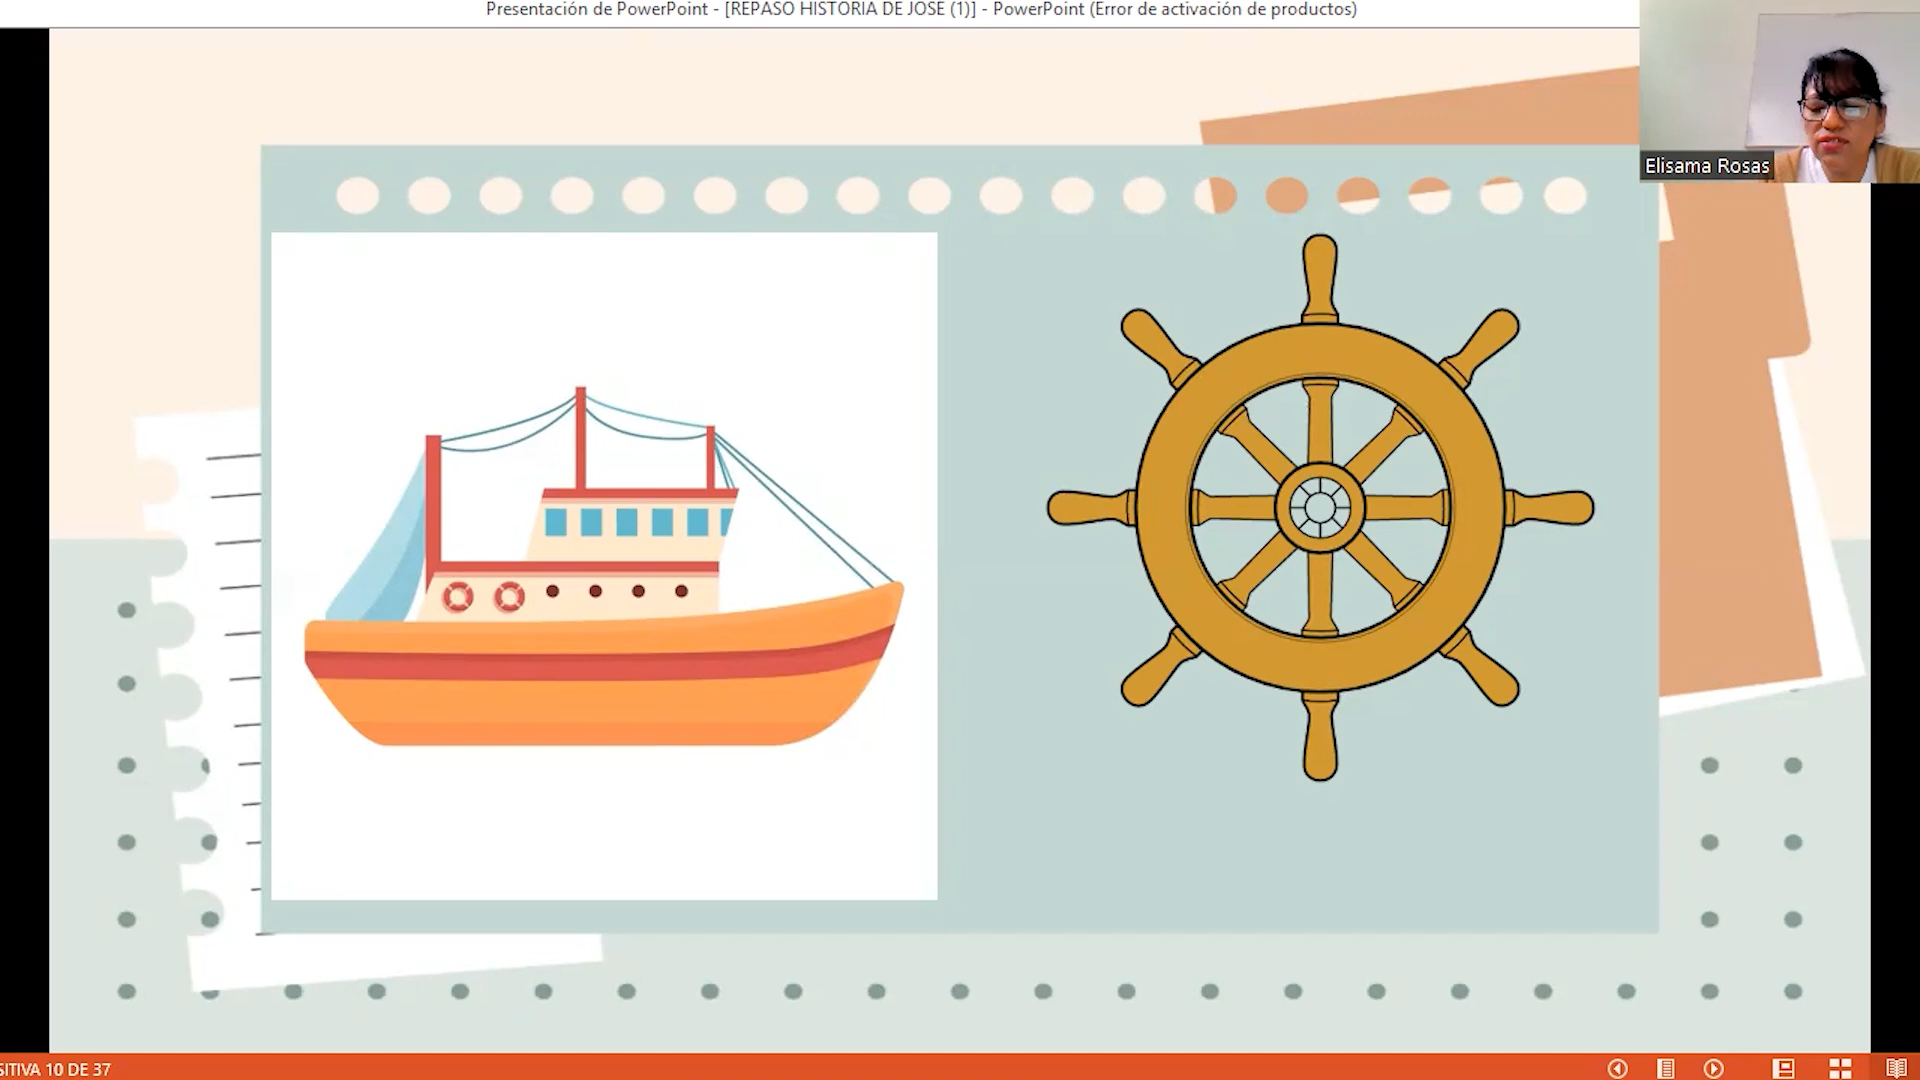 Presentación de PowerPoint - [REPASO HISTORIA DE JOSE (1)] - PowerPoint (Error de activación de productos)
Elisama Rosas
SITIVA 10 DE 37